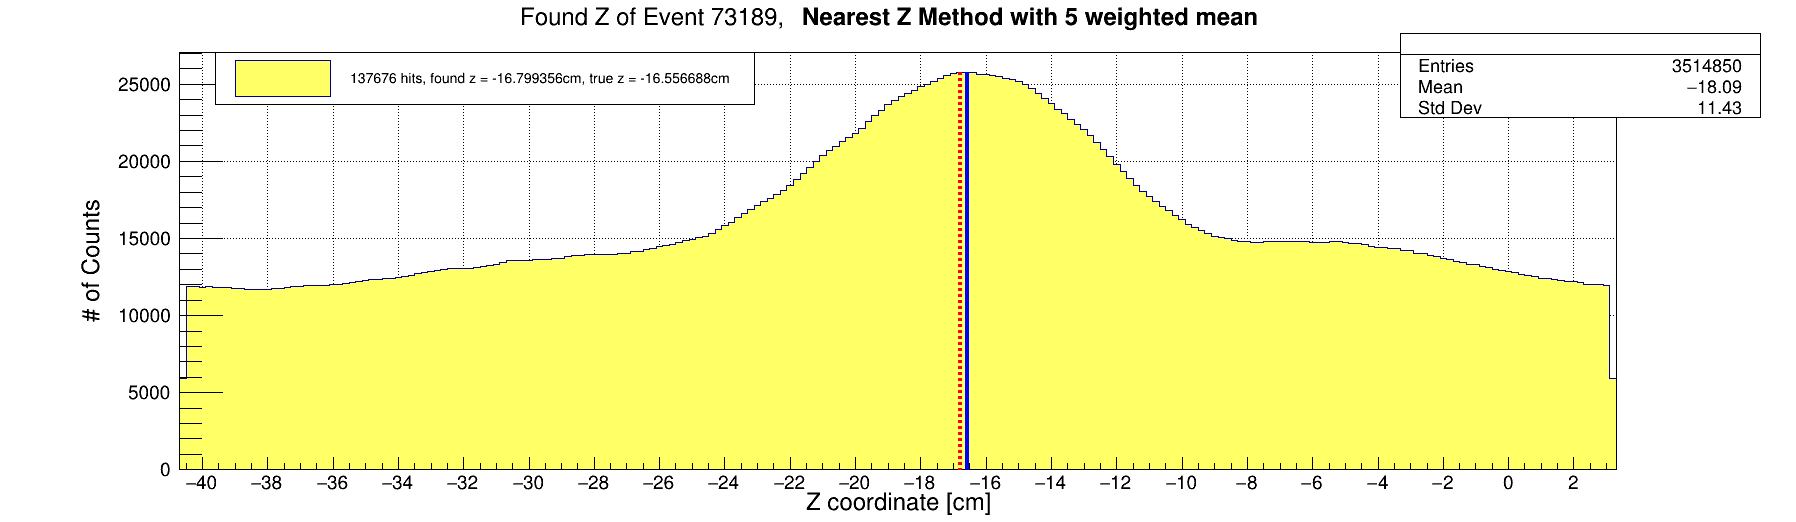 Found Z of Event 73189, Nearest Z Method with 5 weighted mean
137676 hits, found z = -16.799356cm, true z = -16.556688cm
Entries 3514850
Mean −18.09
Std Dev 11.43
# of Counts
25000
20000
15000
10000
5000
0
−40 −38 −36 −34 −32 −30 −28 −26 −24 −22 −20 −18 −16 −14 −12 −10 −8 −6 −4 −2 0 2
Z coordinate [cm]